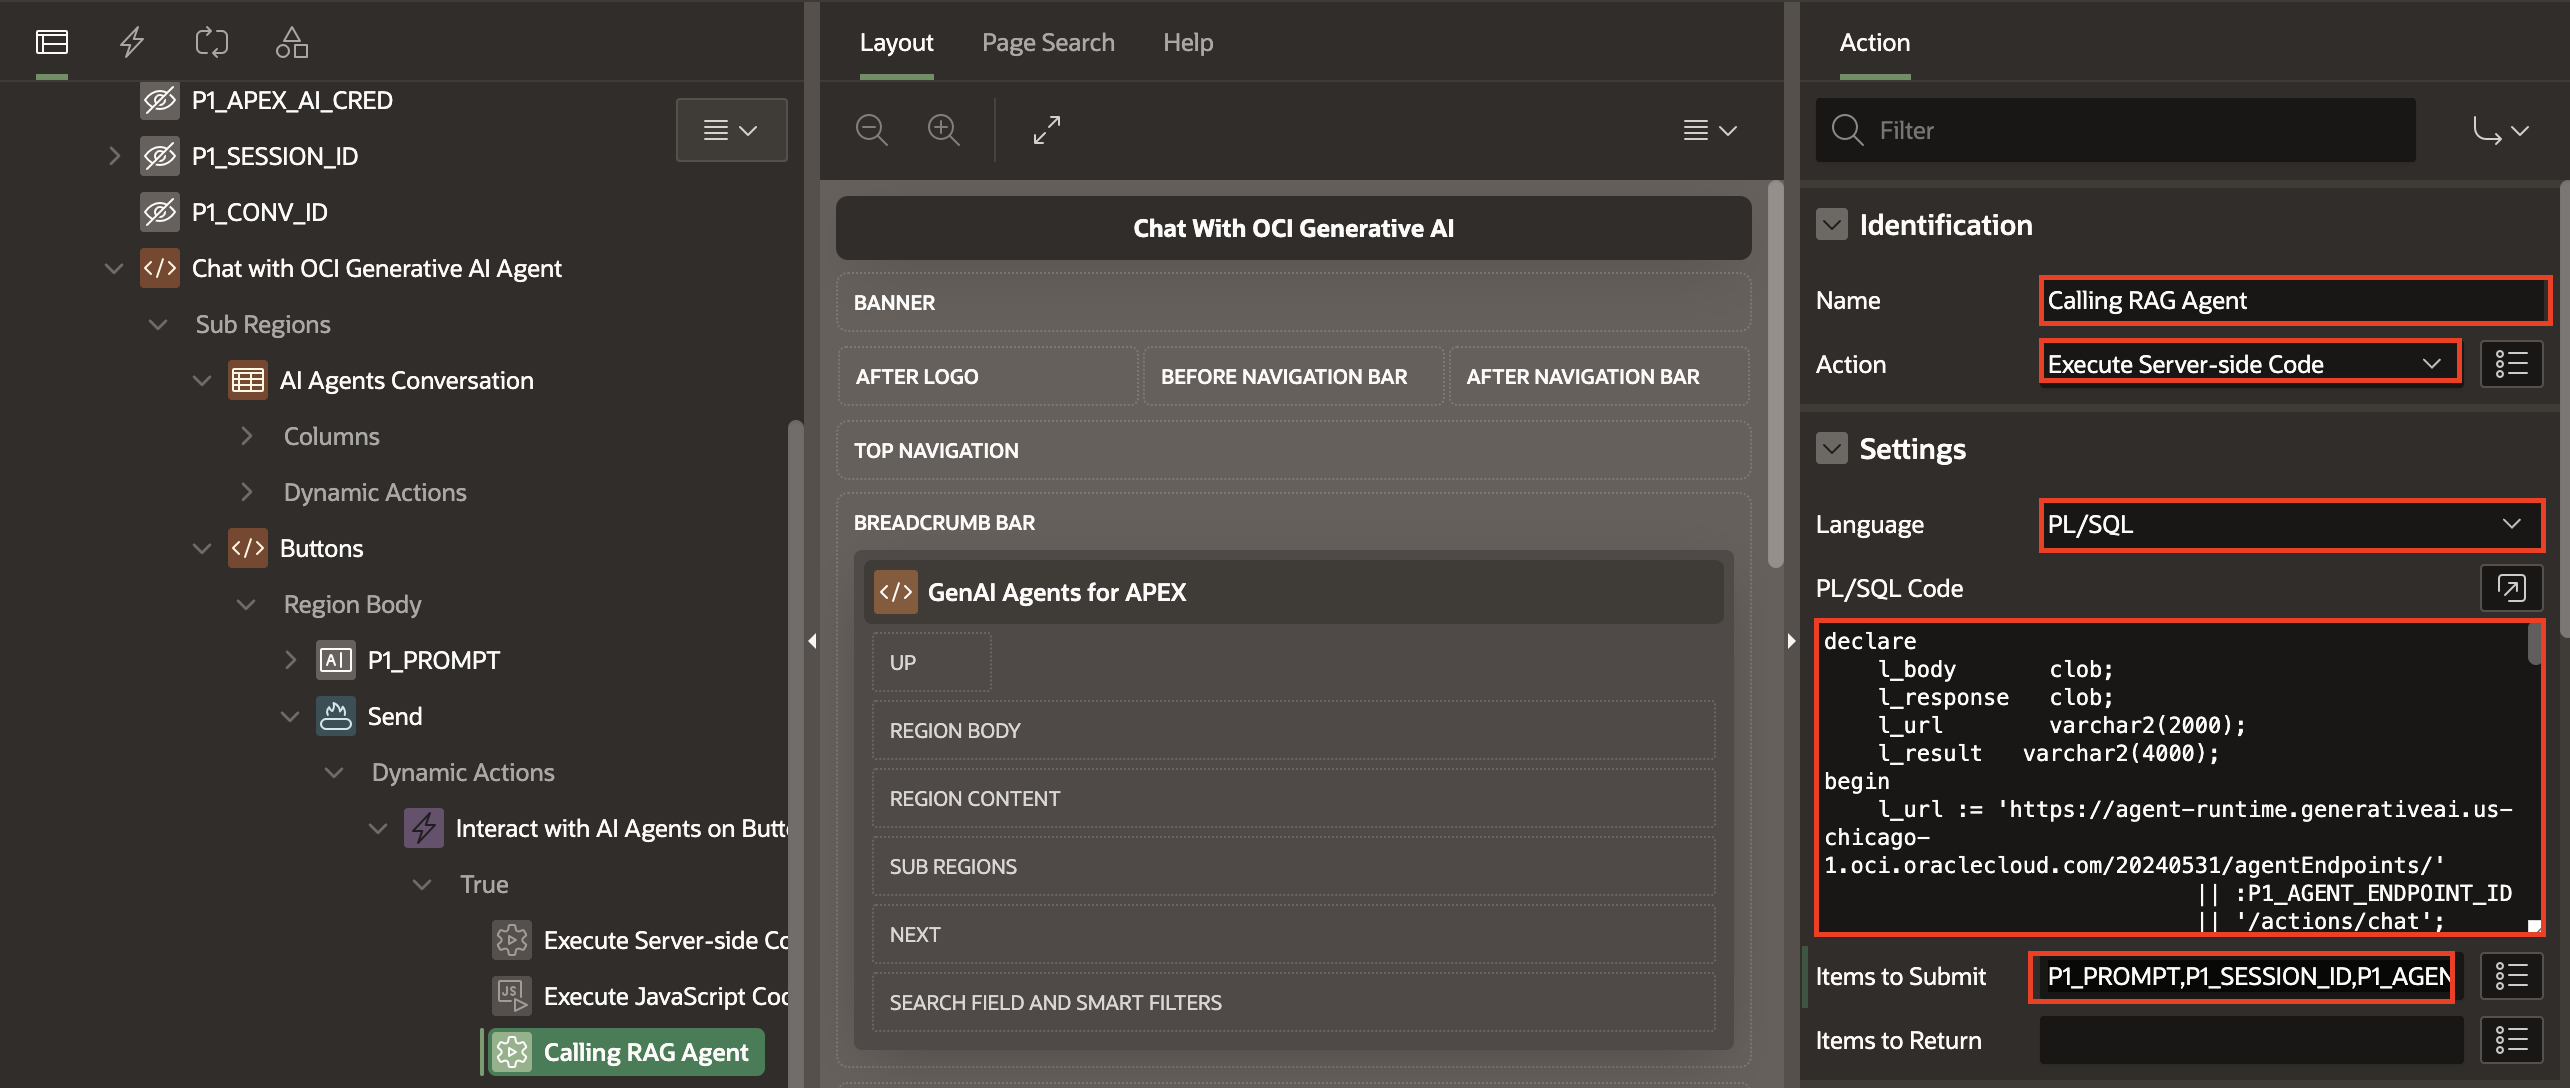 P1_APEX_AI_CRED
P1_SESSION_ID
P1_CONV_ID
Chat with OCI Generative AI Agent
Sub Regions
AI Agents Conversation
Columns
Dynamic Actions
Buttons
Region Body
P1_PROMPT
Send
Dynamic Actions
Interact with AI Agents on Butt
True
Execute Server-side Co
Execute JavaScript Cod
Calling RAG Agent
Layout
Page Search
Help
Chat With OCI Generative AI
BANNER
AFTER LOGO
BEFORE NAVIGATION BAR
AFTER NAVIGATION BAR
TOP NAVIGATION
BREADCRUMB BAR
GenAI Agents for APEX
UP
REGION BODY
REGION CONTENT
SUB REGIONS
NEXT
SEARCH FIELD AND SMART FILTERS
Action
Filter
Identification
Name
Calling RAG Agent
Action
Execute Server-side Code
Settings
Language
PL/SQL
PL/SQL Code
declare
l_body clob;
l_response clob;
l_url varchar2(2000);
l_result varchar2(4000);
begin
l_url := 'https://agent-runtime.generativeai.us-
chicago-
1.oci.oraclecloud.com/20240531/agentEndpoints/'
|| :P1_AGENT_ENDPOINT_ID
|| '/actions/chat';
Items to Submit
P1_PROMPT,P1_SESSION_ID,P1_AGEN
Items to Return